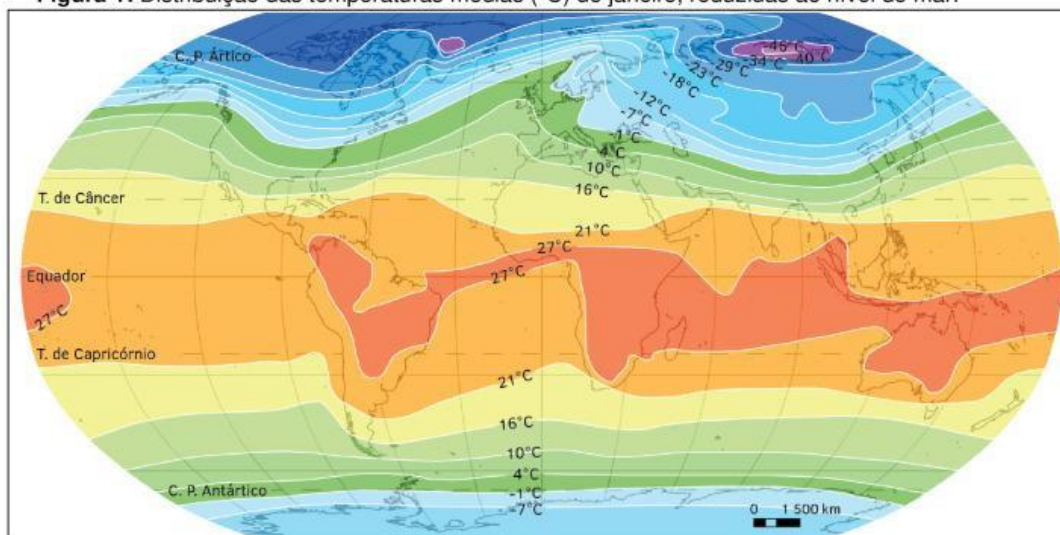 Figura 1. Distribuição das temperaturas médias (°C) de janeiro, reduzidas ao nível do mar.
C. P. Ártico
-46°C
-40°C
-34°C
-29°C
-23°C
-18°C
-12°C
-7°C
-1°C
4°C
10°C
16°C
T. de Câncer
21°C
27°C
Equador
27°C
27°C
T. de Capricórnio
21°C
16°C
10°C
4°C
C. P. Antártico
-1°C
-7°C
0 1 500 km